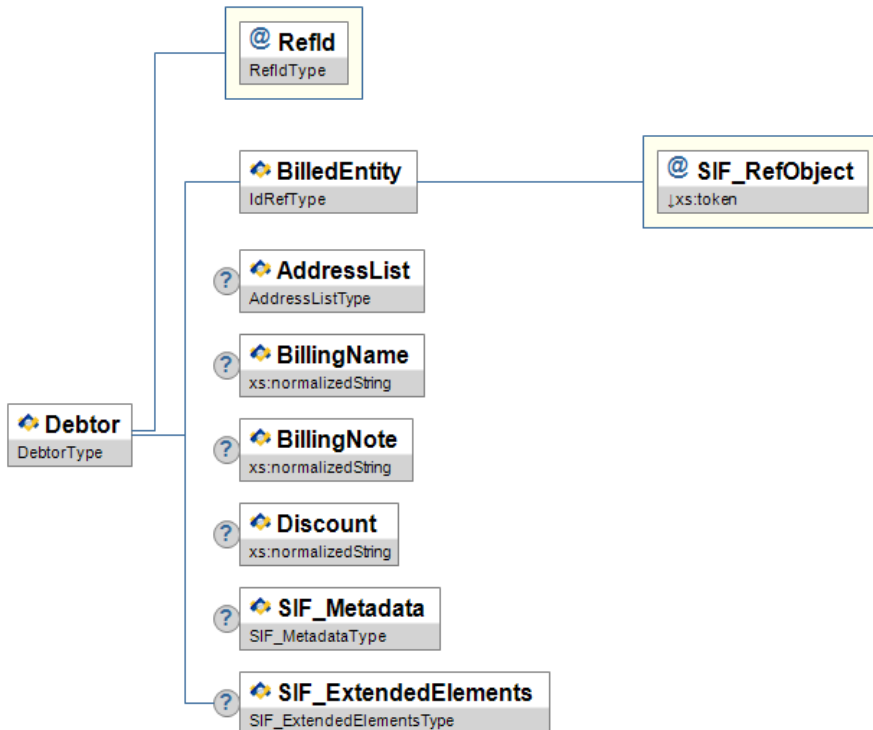 @ RefId
RefIdType
BilledEntity
IdRefType
@ SIF_RefObject
↓xs:token
? AddressList
AddressListType
? BillingName
xs:normalizedString
Debtor
DebtorType
? BillingNote
xs:normalizedString
? Discount
xs:normalizedString
? SIF_Metadata
SIF_MetadataType
? SIF_ExtendedElements
SIF_ExtendedElementsType